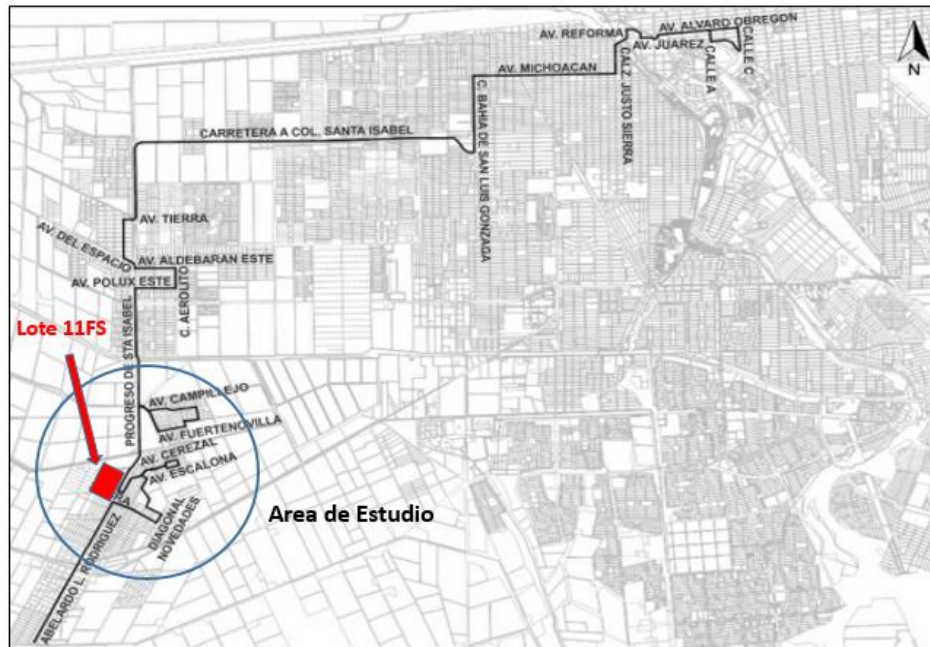 AV. REFORMA
AV. ALVARO OBREGON
AV. JUAREZ
CALLE A
CALLE C
N
AV. MICHOACAN
CALZ. JUSTO SIERRA
C. BAHIA DE SAN LUIS GONZAGA
CARRETERA A COL. SANTA ISABEL
AV. TIERRA
AV. DEL ESPACIO
AV. ALDEBARAN ESTE
AV. POLUX ESTE
C. AEROLITO
Lote 11FS
PROGRESO DE STA ISABEL
AV. CAMPILLEJO
AV. FUERTENOVILLA
AV. CEREZAL
AV. ESCALONA
DIAGONAL
NOVEDADES
Area de Estudio
ABELARDO L. RODRIGUEZ